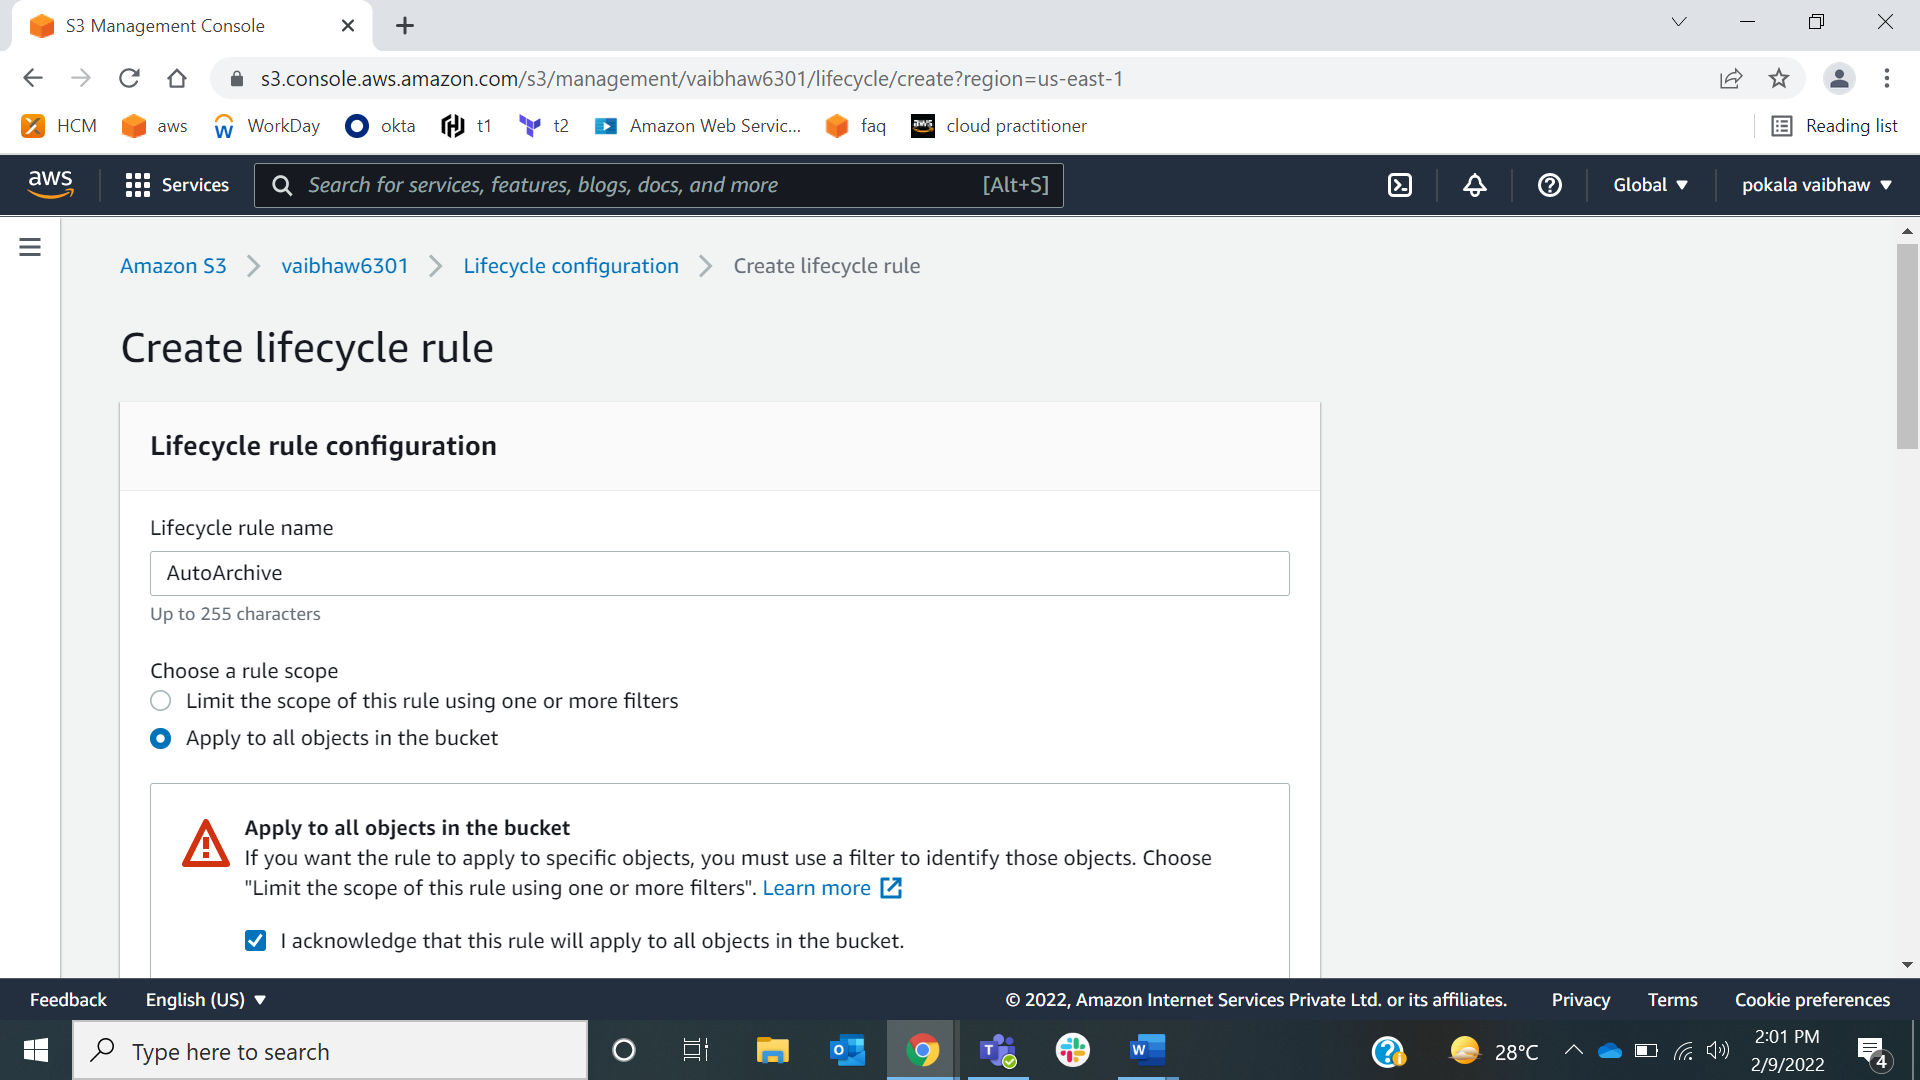 S3 Management Console
s3.console.aws.amazon.com/s3/management/vaibhaw6301/lifecycle/create?region=us-east-1
HCM aws WorkDay okta t1 t2 Amazon Web Servic... faq aws cloud practitioner Reading list
aws Services Search for services, features, blogs, docs, and more [Alt+S] Global pokala vaibhaw
Amazon S3 vaibhaw6301 Lifecycle configuration Create lifecycle rule
Create lifecycle rule
Lifecycle rule configuration
Lifecycle rule name
AutoArchive
Up to 255 characters
Choose a rule scope
Limit the scope of this rule using one or more filters
Apply to all objects in the bucket
Apply to all objects in the bucket
If you want the rule to apply to specific objects, you must use a filter to identify those objects. Choose
"Limit the scope of this rule using one or more filters". Learn more
I acknowledge that this rule will apply to all objects in the bucket.
Feedback English (US) © 2022, Amazon Internet Services Private Ltd. or its affiliates. Privacy Terms Cookie preferences
Type here to search 28°C 2:01 PM
2/9/2022 4